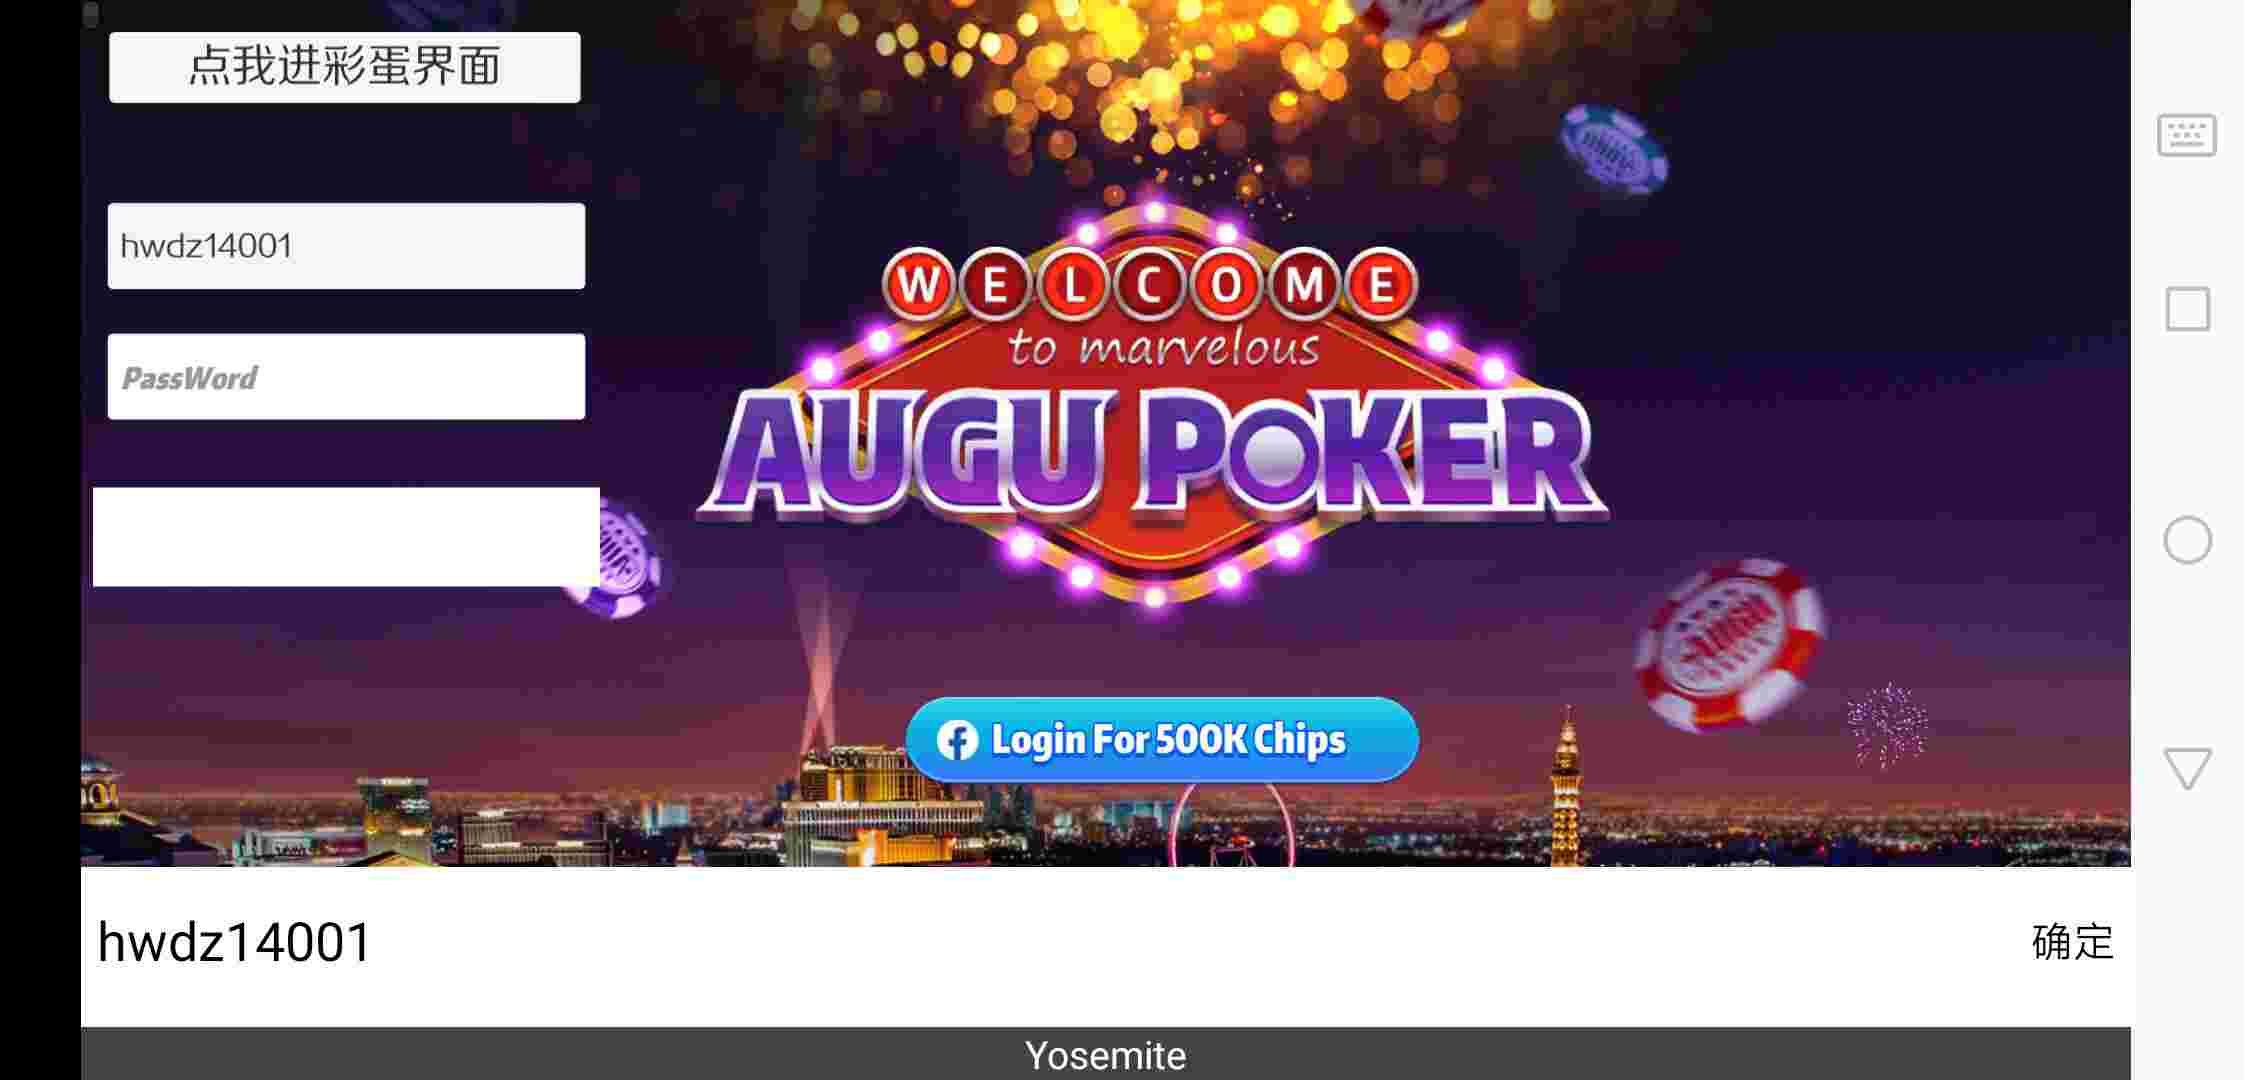 点我进彩蛋界面
hwdz14001
PassWord
WELCOME
to marvelous
AUGU POKER
Login For 500K Chips
hwdz14001
确定
Yosemite